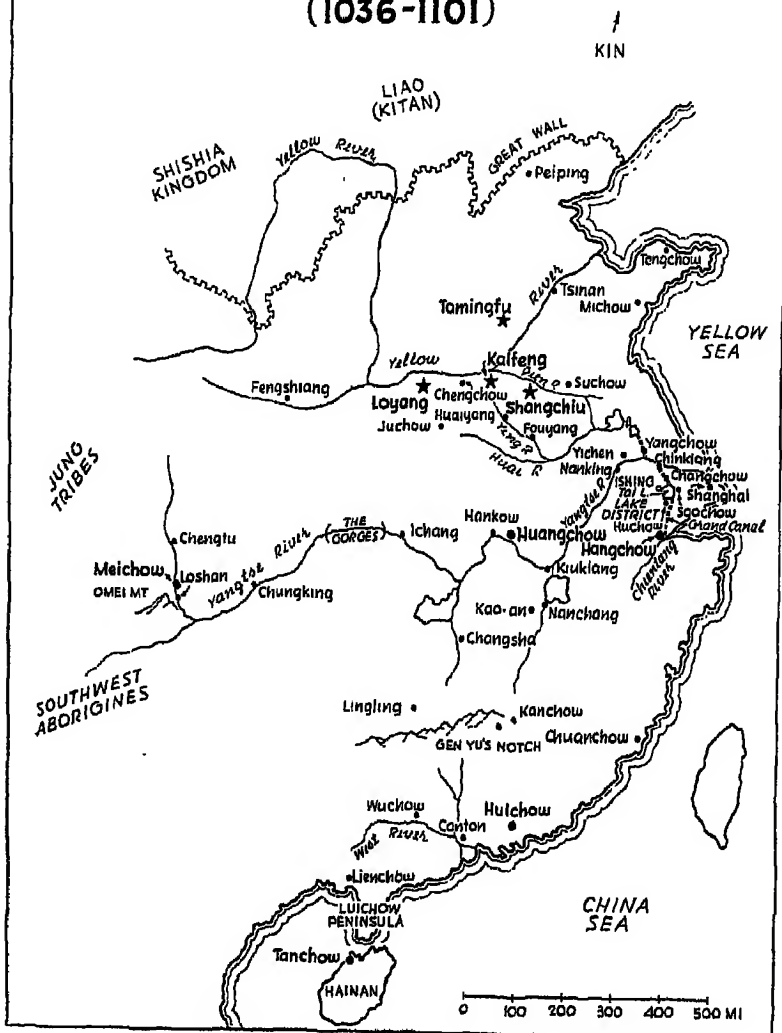 (1036-1101)
KIN
LIAO
(KITAN)
SHISHIA
KINGDOM
Yellow River
GREAT WALL
Peiping
Tengchow
River
Tsinan
Michow
Tamingfu
YELLOW
SEA
Yellow
Kaifeng
Pien R
Suchow
Fengshiang
Loyang
Chengchow
Shangchiu
Huaiyang
Juchow
Ying R
Fouyang
Huai R
Yichen
Nanking
Yangchow
Chinkiang
Changchow
ISHING
TAI L.
Shanghai
LAKE
DISTRICT
Soochow
Huchow
Grand Canal
Hangchow
Chientang
River
JUNG
TRIBES
Chengtu
Yangtse River
(THE
GORGES)
Ichang
Hankow
Huangchow
Yangtse R
Kiukiang
Meichow
Loshan
OMEI MT
Chungking
Kao-an
Nanchang
Changsha
SOUTHWEST
ABORIGINES
Lingling
Kanchow
GEN YU'S NOTCH
Chuanchow
Wuchow
West River
Canton
Huichow
Lienchow
LUICHOW
PENINSULA
CHINA
SEA
Tanchow
HAINAN
0 100 200 300 400 500 MI